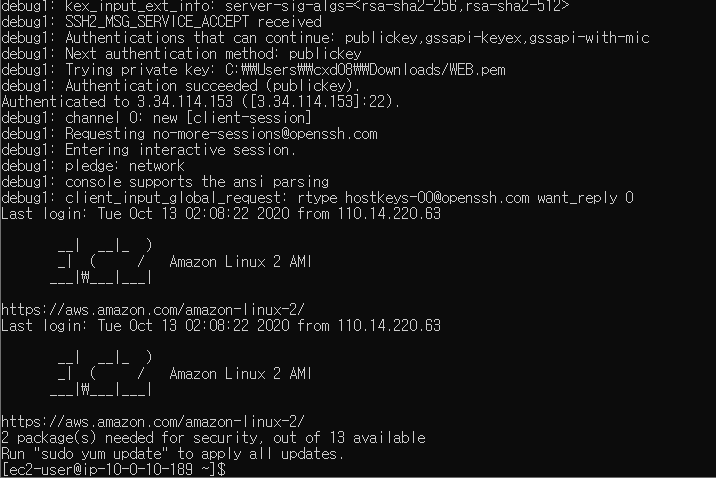 debug1: kex_input_ext_info: server-sig-algs=<rsa-sha2-256,rsa-sha2-512>
debug1: SSH2_MSG_SERVICE_ACCEPT received
debug1: Authentications that can continue: publickey,gssapi-keyex,gssapi-with-mic
debug1: Next authentication method: publickey
debug1: Trying private key: C:₩₩Users₩₩cxd08₩₩Downloads/WEB.pem
debug1: Authentication succeeded (publickey).
Authenticated to 3.34.114.153 ([3.34.114.153]:22).
debug1: channel 0: new [client-session]
debug1: Requesting no-more-sessions@openssh.com
debug1: Entering interactive session.
debug1: pledge: network
debug1: console supports the ansi parsing
debug1: client_input_global_request: rtype hostkeys-00@openssh.com want_reply 0
Last login: Tue Oct 13 02:08:22 2020 from 110.14.220.63

       __|  __|_  )
       _|  (     /   Amazon Linux 2 AMI
      ___|₩___|___|

https://aws.amazon.com/amazon-linux-2/
Last login: Tue Oct 13 02:08:22 2020 from 110.14.220.63

       __|  __|_  )
       _|  (     /   Amazon Linux 2 AMI
      ___|₩___|___|

https://aws.amazon.com/amazon-linux-2/
2 package(s) needed for security, out of 13 available
Run "sudo yum update" to apply all updates.
[ec2-user@ip-10-0-10-189 ~]$